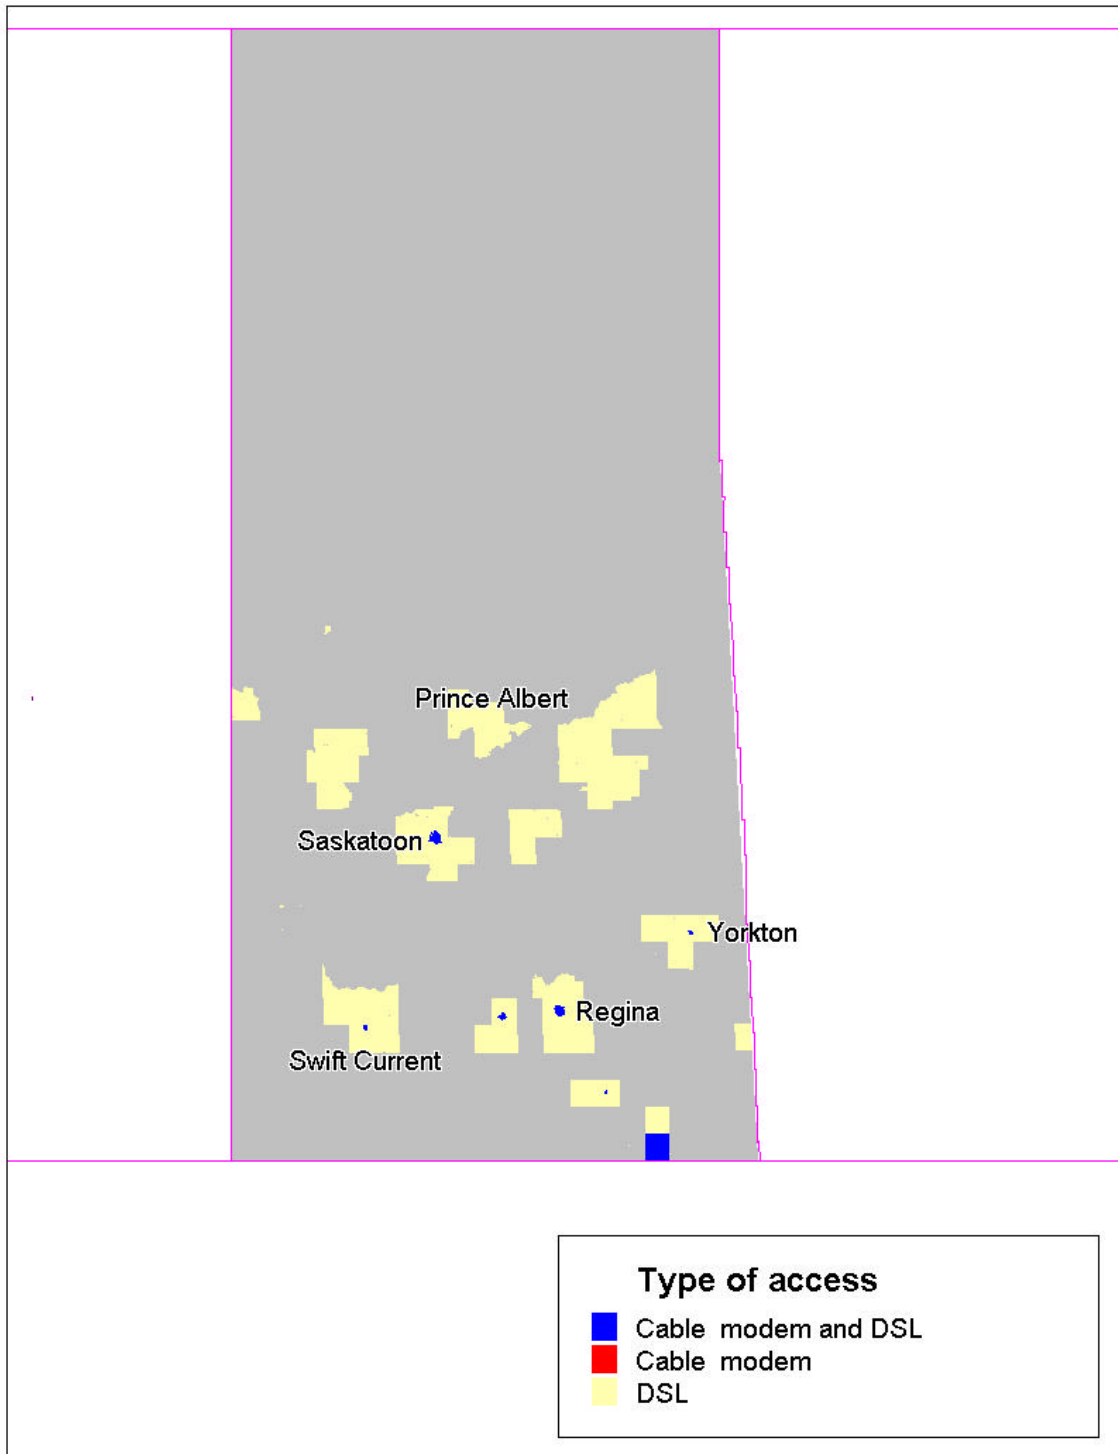 Prince Albert
Saskatoon
Yorkton
Regina
Swift Current
Type of access
Cable modem and DSL
Cable modem
DSL